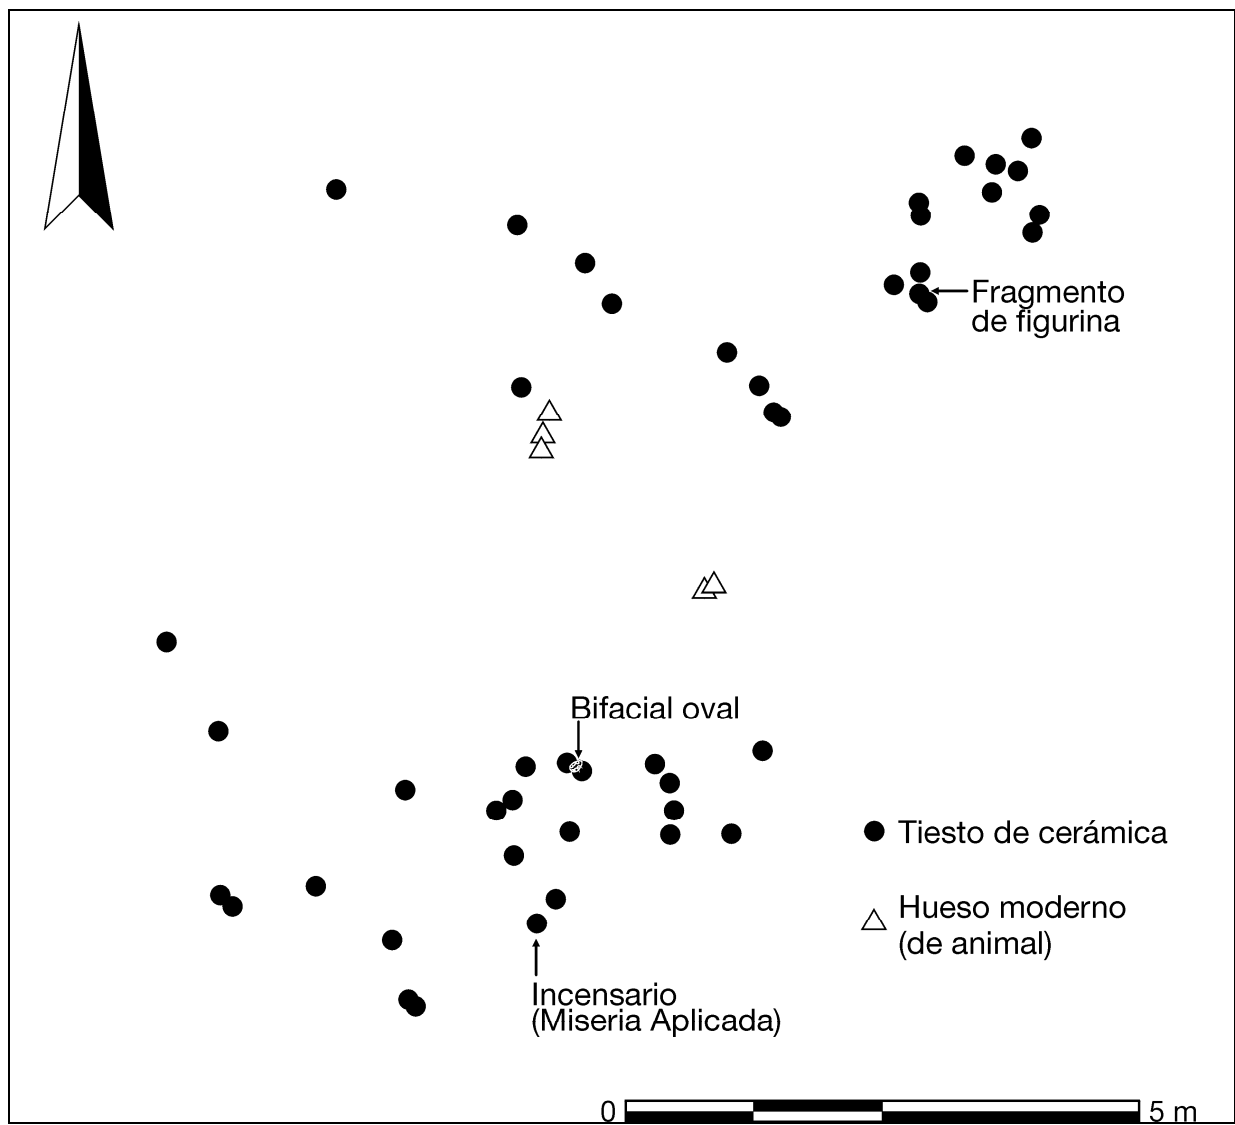 Fragmento
de figurina
Bifacial oval
Tiesto de cerámica
Hueso moderno
(de animal)
Incensario
(Miseria Aplicada)
0 5 m